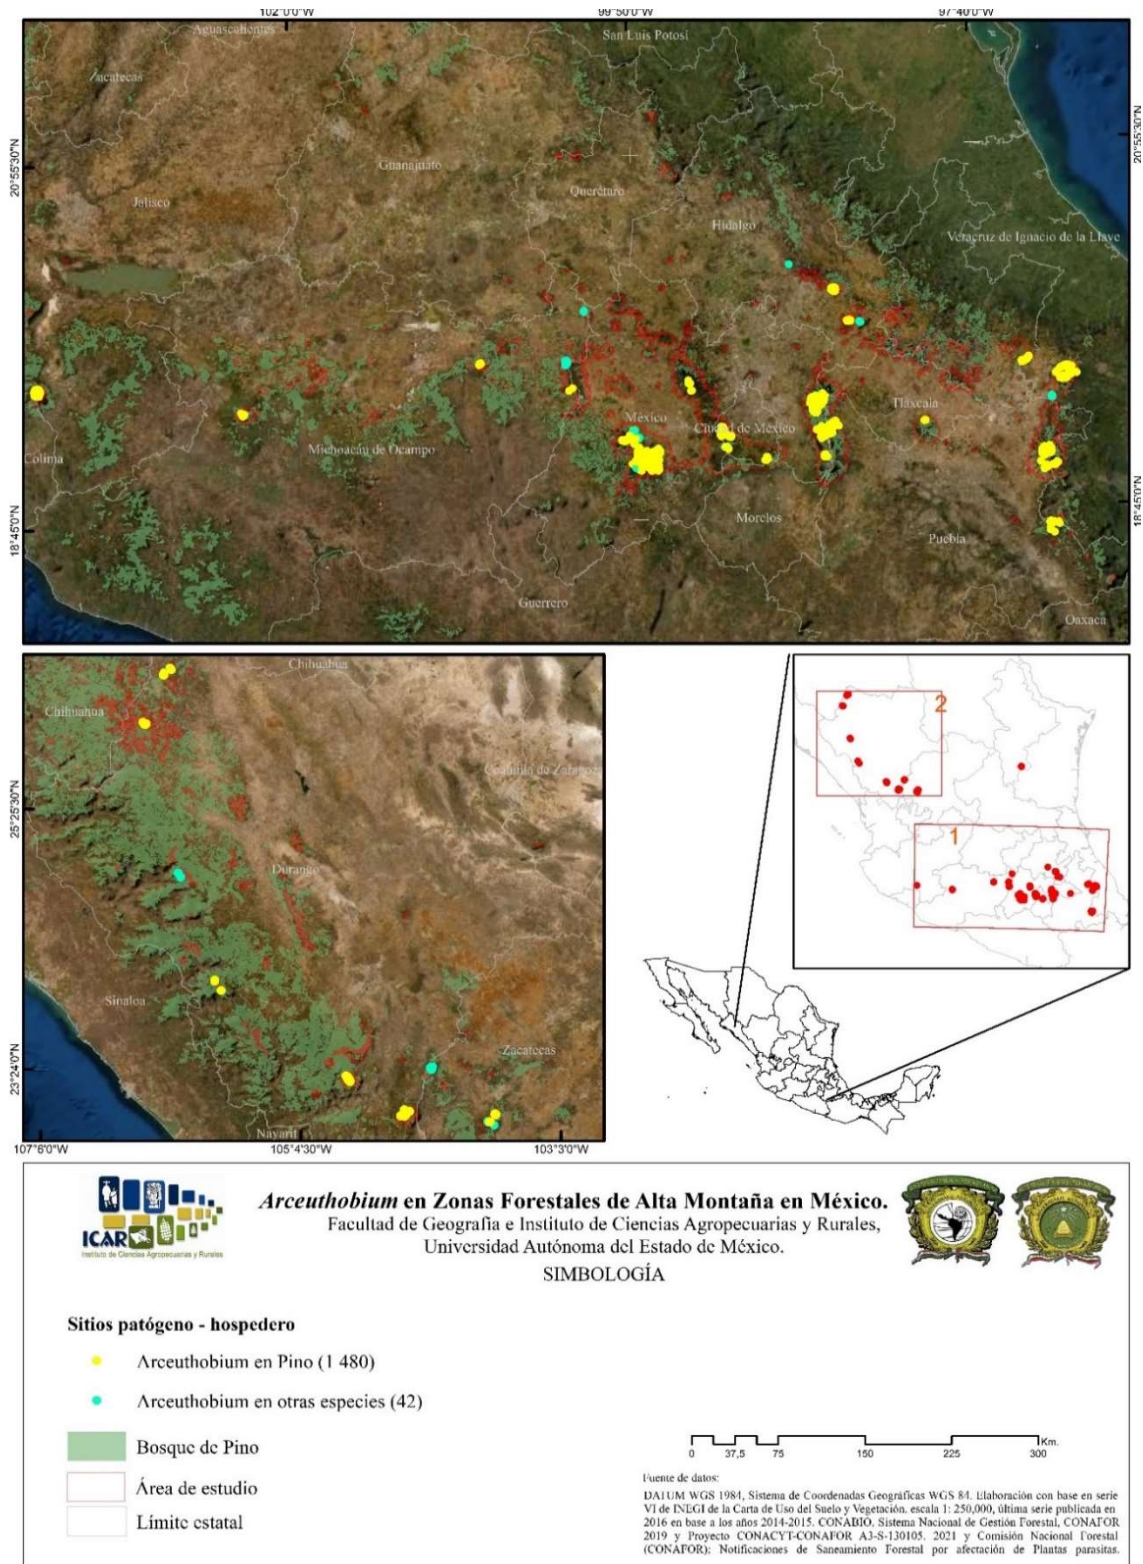 102°0'0"W 99°50'0"W 97°40'0"W
Aguascalientes
San Luis Potosí
Zacatecas
20°55'30"N
20°55'30"N
Guanajuato
Querétaro
Jalisco
Hidalgo
Veracruz de Ignacio de la Llave
México
Tlaxcala
Ciudad de México
Colima
Michoacán de Ocampo
18°45'0"N
18°45'0"N
Morelos
Puebla
Guerrero
Oaxaca
Chihuahua
Chihuahua
Coahuila de Zaragoza
25°25'30"N
Durango
Sinaloa
Zacatecas
23°24'0"N
Nayarit
107°6'0"W 105°4'30"W 103°3'0"W
2
1
ICAR
Instituto de Ciencias Agropecuarias y Rurales
Arceuthobium en Zonas Forestales de Alta Montaña en México.
Facultad de Geografía e Instituto de Ciencias Agropecuarias y Rurales,
Universidad Autónoma del Estado de México.
SIMBOLOGÍA
Sitios patógeno - hospedero
Arceuthobium en Pino (1 480)
Arceuthobium en otras especies (42)
Bosque de Pino
Área de estudio
Límite estatal
Km.
0 37,5 75 150 225 300
Fuente de datos:
DATUM WGS 1984, Sistema de Coordenadas Geográficas WGS 84. Elaboración con base en serie
VI de INEGI de la Carta de Uso del Suelo y Vegetación, escala 1: 250,000, última serie publicada en
2016 en base a los años 2014-2015. CONABIO, Sistema Nacional de Gestión Forestal, CONAFOR
2019 y Proyecto CONACYT-CONAFOR A3-S-130105. 2021 y Comisión Nacional Forestal
(CONAFOR); Notificaciones de Saneamiento Forestal por afectación de Plantas parasitas.